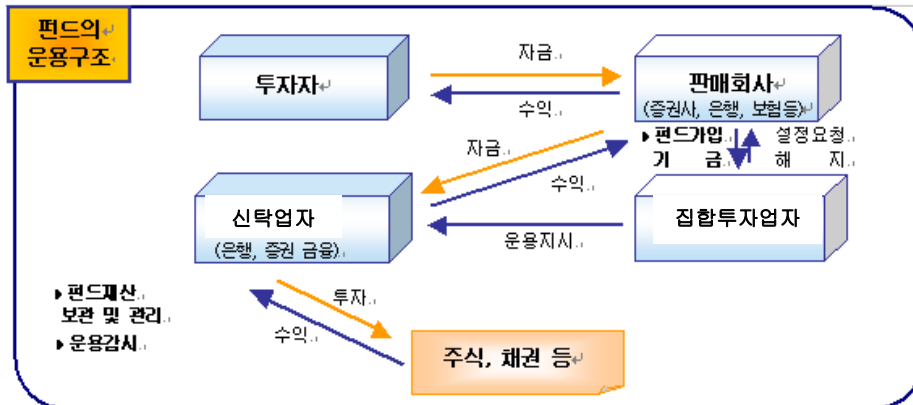 펀드의
운용구조
투자자
자금
수익
판매회사
(증권사, 은행, 보험등)
펀드가입 설정요청
기 금 해 지
자금
수익
신탁업자
(은행, 증권 금융)
운용지시
집합투자업자
펀드재산
보관 및 관리
운용감시
투자
수익
주식, 채권 등